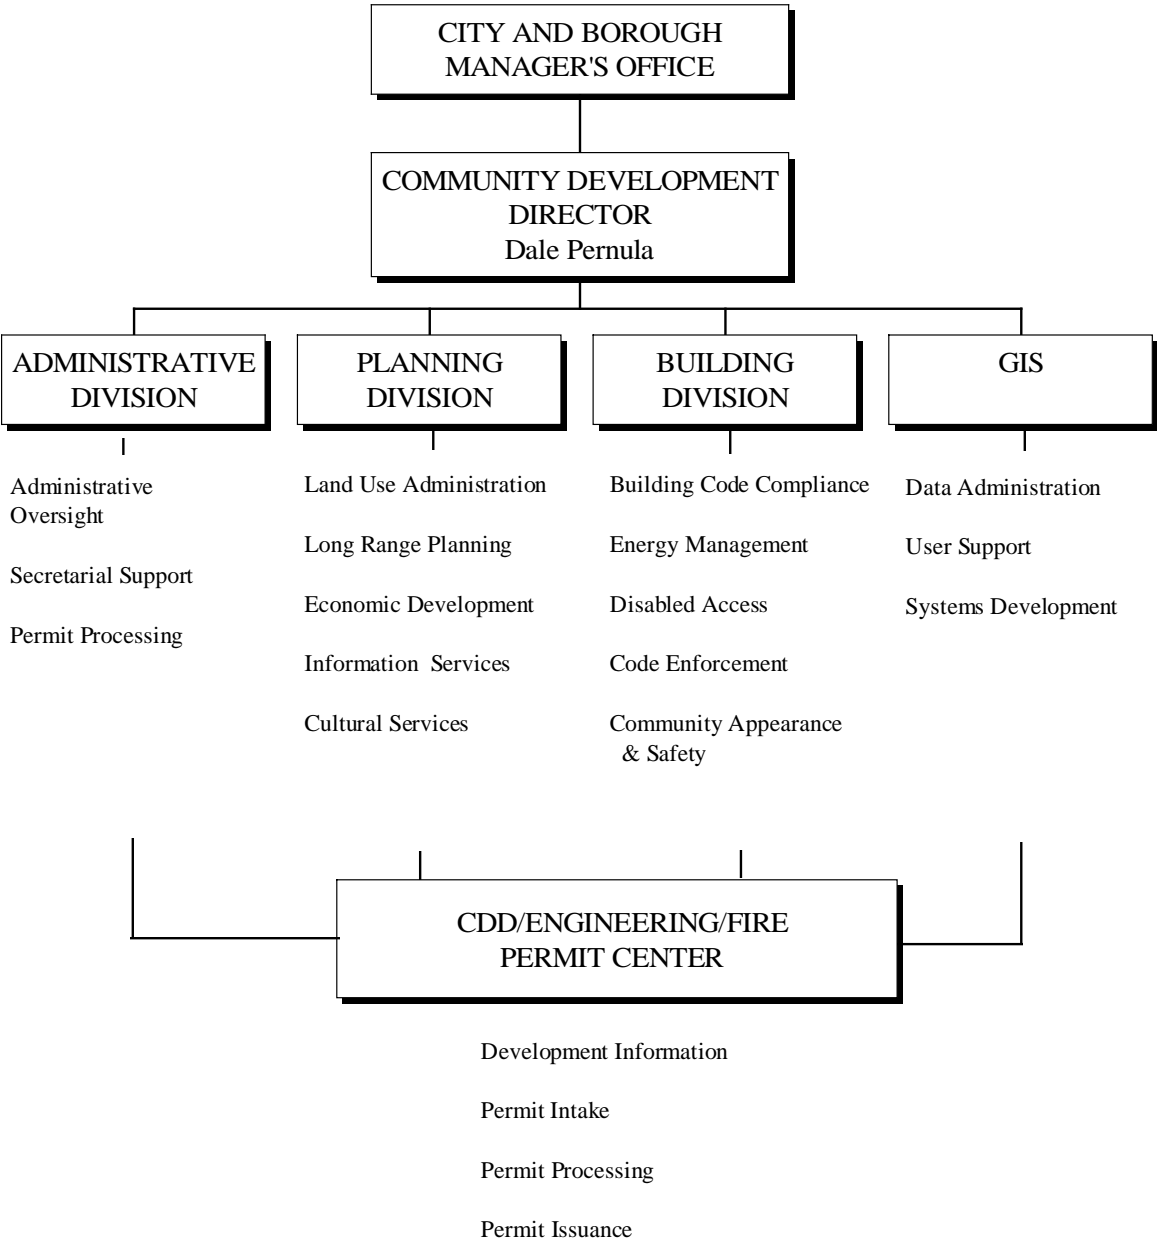 CITY AND BOROUGH
MANAGER'S OFFICE
COMMUNITY DEVELOPMENT
DIRECTOR
Dale Pernula
ADMINISTRATIVE
DIVISION
PLANNING
DIVISION
BUILDING
DIVISION
GIS
Administrative
Oversight
Secretarial Support
Permit Processing
Land Use Administration
Long Range Planning
Economic Development
Information Services
Cultural Services
Building Code Compliance
Energy Management
Disabled Access
Code Enforcement
Community Appearance
& Safety
Data Administration
User Support
Systems Development
CDD/ENGINEERING/FIRE
PERMIT CENTER
Development Information
Permit Intake
Permit Processing
Permit Issuance